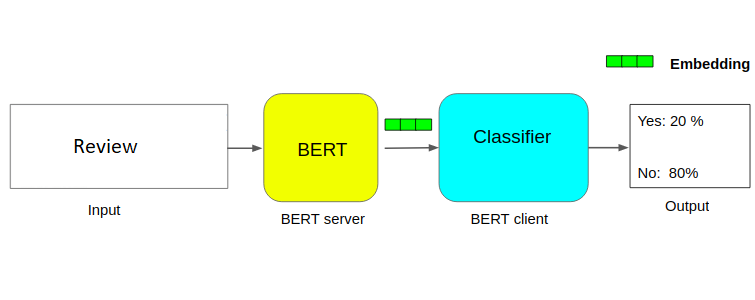 Embedding
Review
BERT
Classifier
Yes: 20 %
No: 80%
Input
BERT server
BERT client
Output